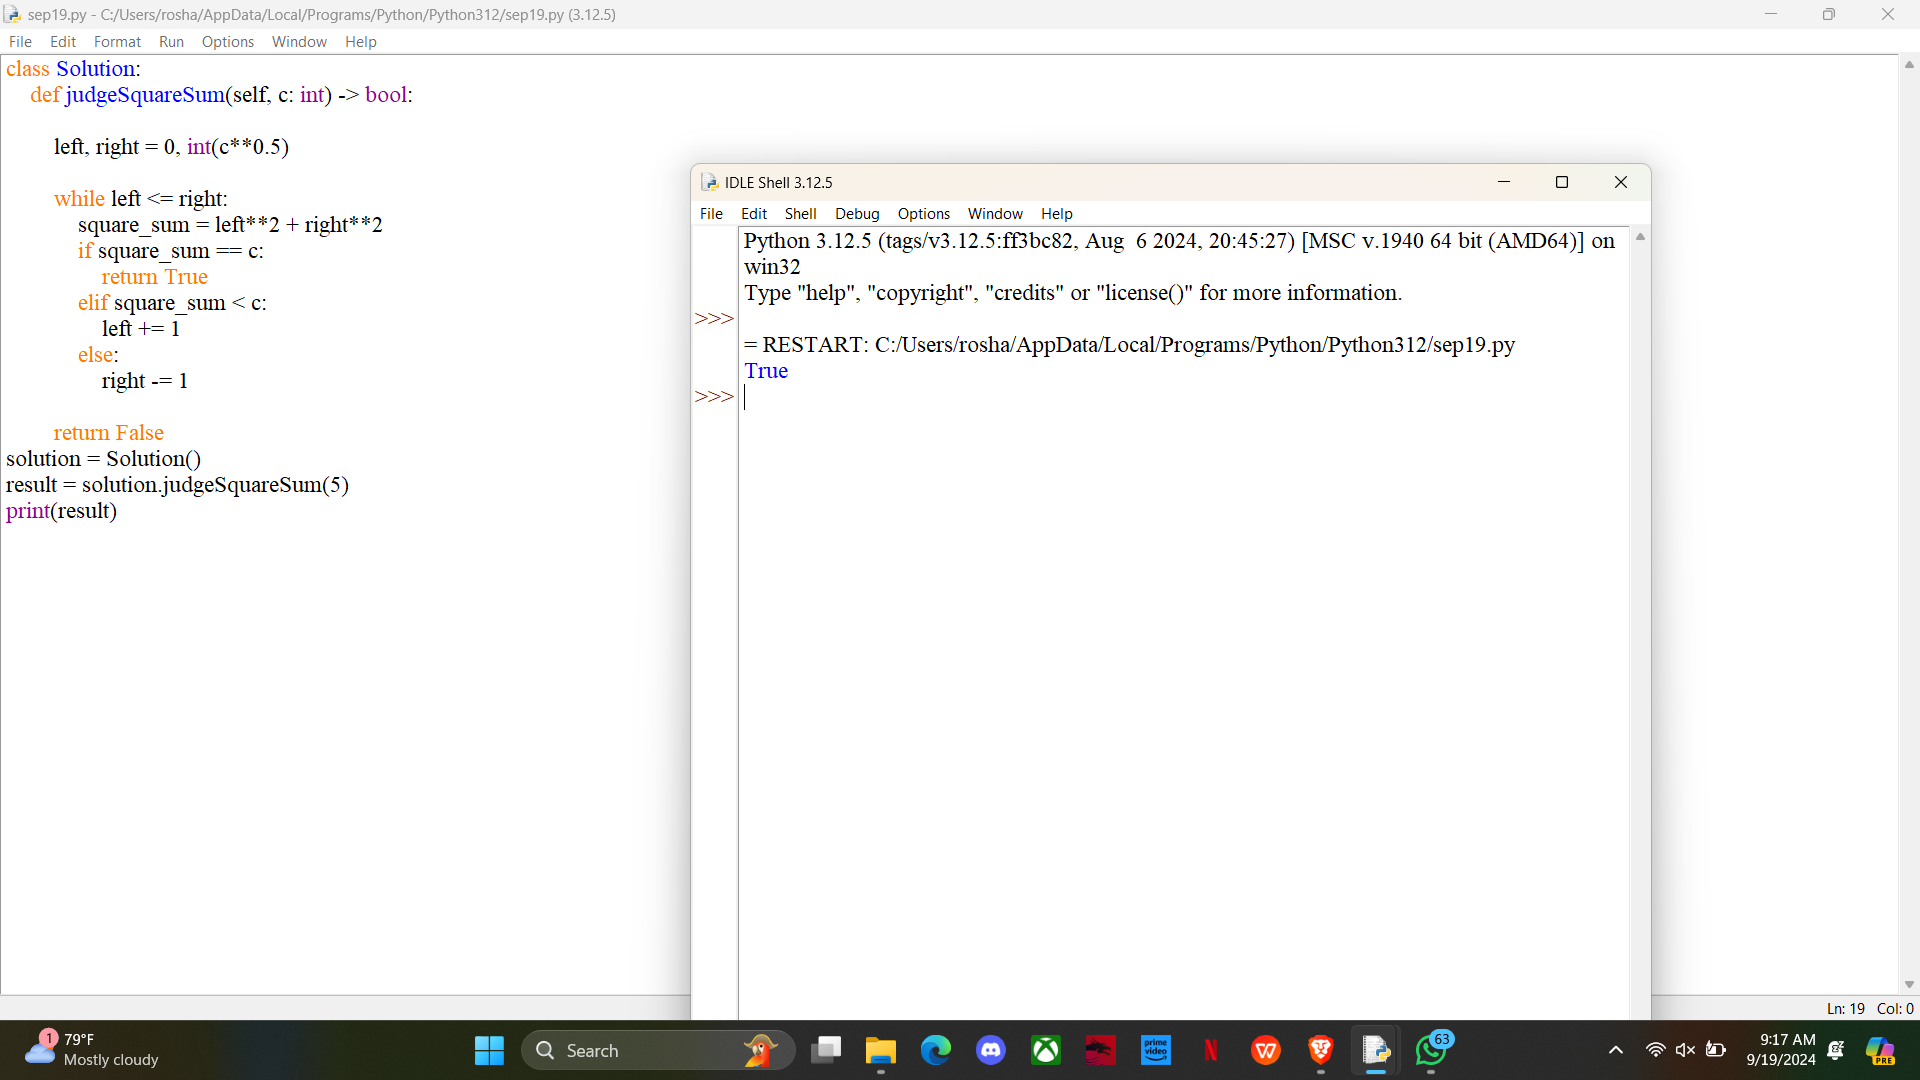 sep19.py - C:/Users/rosha/AppData/Local/Programs/Python/Python312/sep19.py (3.12.5)
File Edit Format Run Options Window Help
class Solution:
    def judgeSquareSum(self, c: int) -> bool:

        left, right = 0, int(c**0.5)

        while left <= right:
            square_sum = left**2 + right**2
            if square_sum == c:
                return True
            elif square_sum < c:
                left += 1
            else:
                right -= 1

        return False
solution = Solution()
result = solution.judgeSquareSum(5)
print(result)
IDLE Shell 3.12.5
File Edit Shell Debug Options Window Help
Python 3.12.5 (tags/v3.12.5:ff3bc82, Aug  6 2024, 20:45:27) [MSC v.1940 64 bit (AMD64)] on
win32
Type "help", "copyright", "credits" or "license()" for more information.
>>>
= RESTART: C:/Users/rosha/AppData/Local/Programs/Python/Python312/sep19.py
True
>>>
Ln: 19 Col: 0
1
79°F
Mostly cloudy
Search
prime video
N
W
63
9:17 AM
9/19/2024
PRE